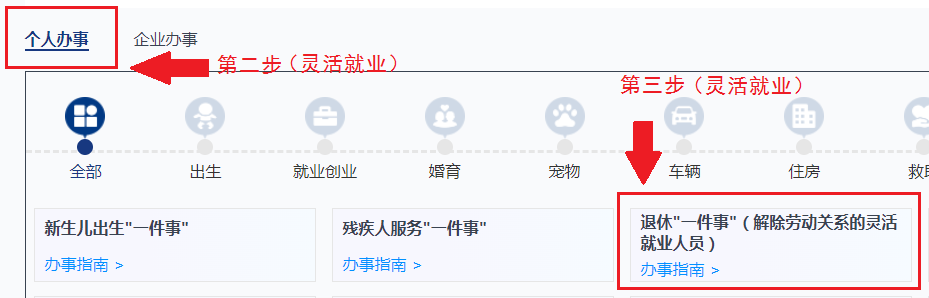 个人办事
企业办事
第二步（灵活就业）
第三步（灵活就业）
全部
出生
就业创业
婚育
宠物
车辆
住房
新生儿出生"一件事"
办事指南 >
残疾人服务"一件事"
办事指南 >
退休"一件事"（解除劳动关系的灵活
就业人员）
办事指南 >